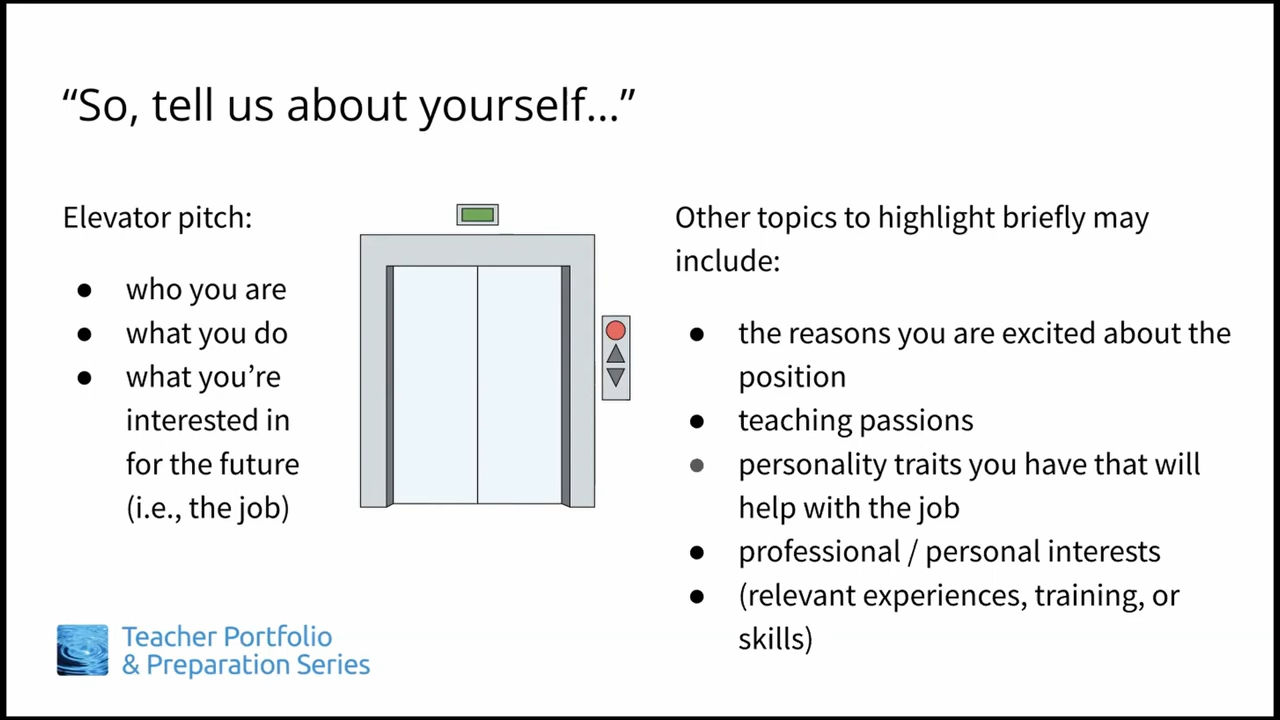 “So, tell us about yourself...”
Elevator pitch:
● who you are
● what you do
● what you’re
interested in
for the future
(i.e., the job)
Other topics to highlight briefly may
include:
● the reasons you are excited about the
position
● teaching passions
● personality traits you have that will
help with the job
● professional / personal interests
● (relevant experiences, training, or
skills)
Teacher Portfolio
& Preparation Series